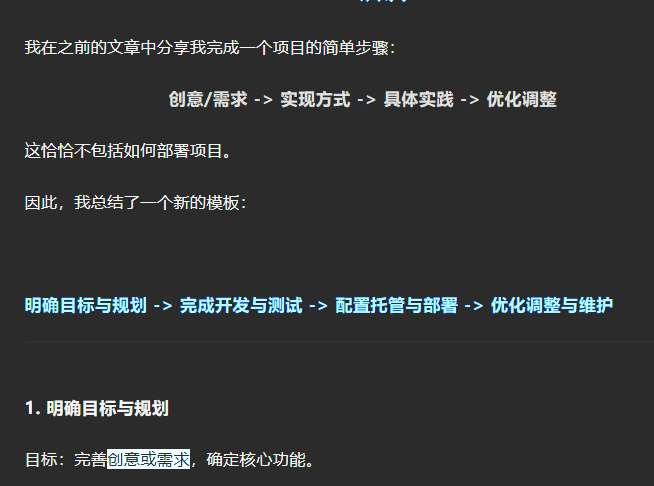 我在之前的文章中分享我完成一个项目的简单步骤：
创意/需求 -> 实现方式 -> 具体实践 -> 优化调整
这恰恰不包括如何部署项目。
因此，我总结了一个新的模板：
明确目标与规划 -> 完成开发与测试 -> 配置托管与部署 -> 优化调整与维护
1. 明确目标与规划
目标：完善创意或需求，确定核心功能。